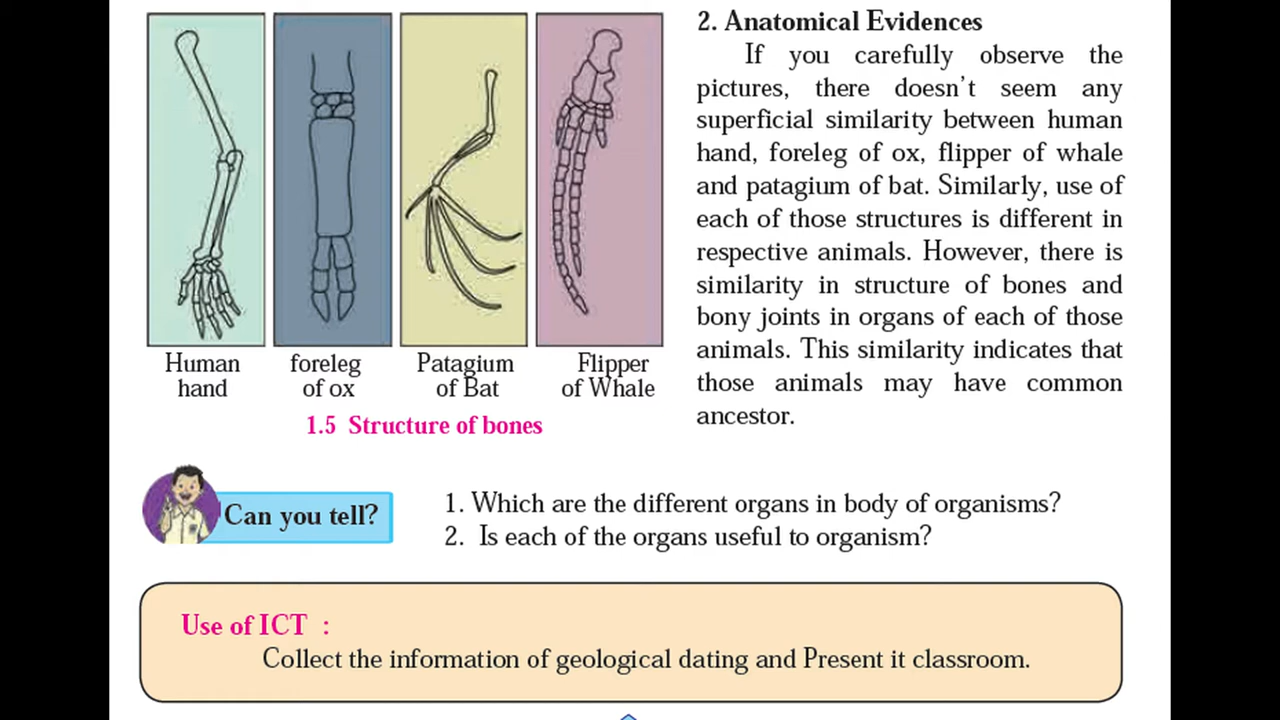 Human
hand
foreleg
of ox
Patagium
of Bat
Flipper
of Whale
1.5 Structure of bones
2. Anatomical Evidences
If you carefully observe the
pictures, there doesn't seem any
superficial similarity between human
hand, foreleg of ox, flipper of whale
and patagium of bat. Similarly, use of
each of those structures is different in
respective animals. However, there is
similarity in structure of bones and
bony joints in organs of each of those
animals. This similarity indicates that
those animals may have common
ancestor.
Can you tell?
1. Which are the different organs in body of organisms?
2. Is each of the organs useful to organism?
Use of ICT :
Collect the information of geological dating and Present it classroom.